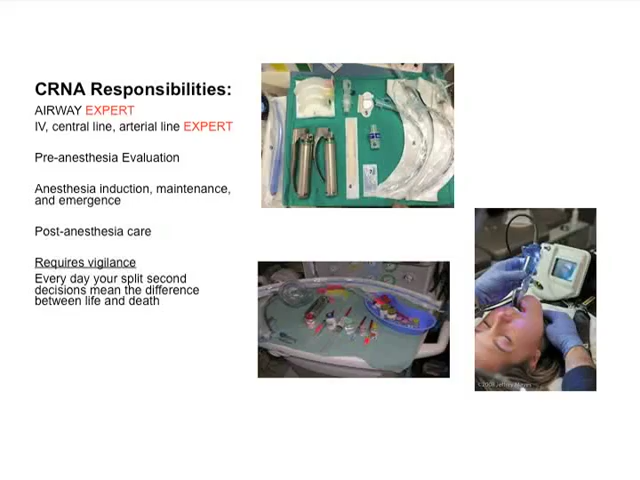 CRNA Responsibilities:
AIRWAY EXPERT
IV, central line, arterial line EXPERT
Pre-anesthesia Evaluation
Anesthesia induction, maintenance,
and emergence
Post-anesthesia care
Requires vigilance
Every day your split second
decisions mean the difference
between life and death